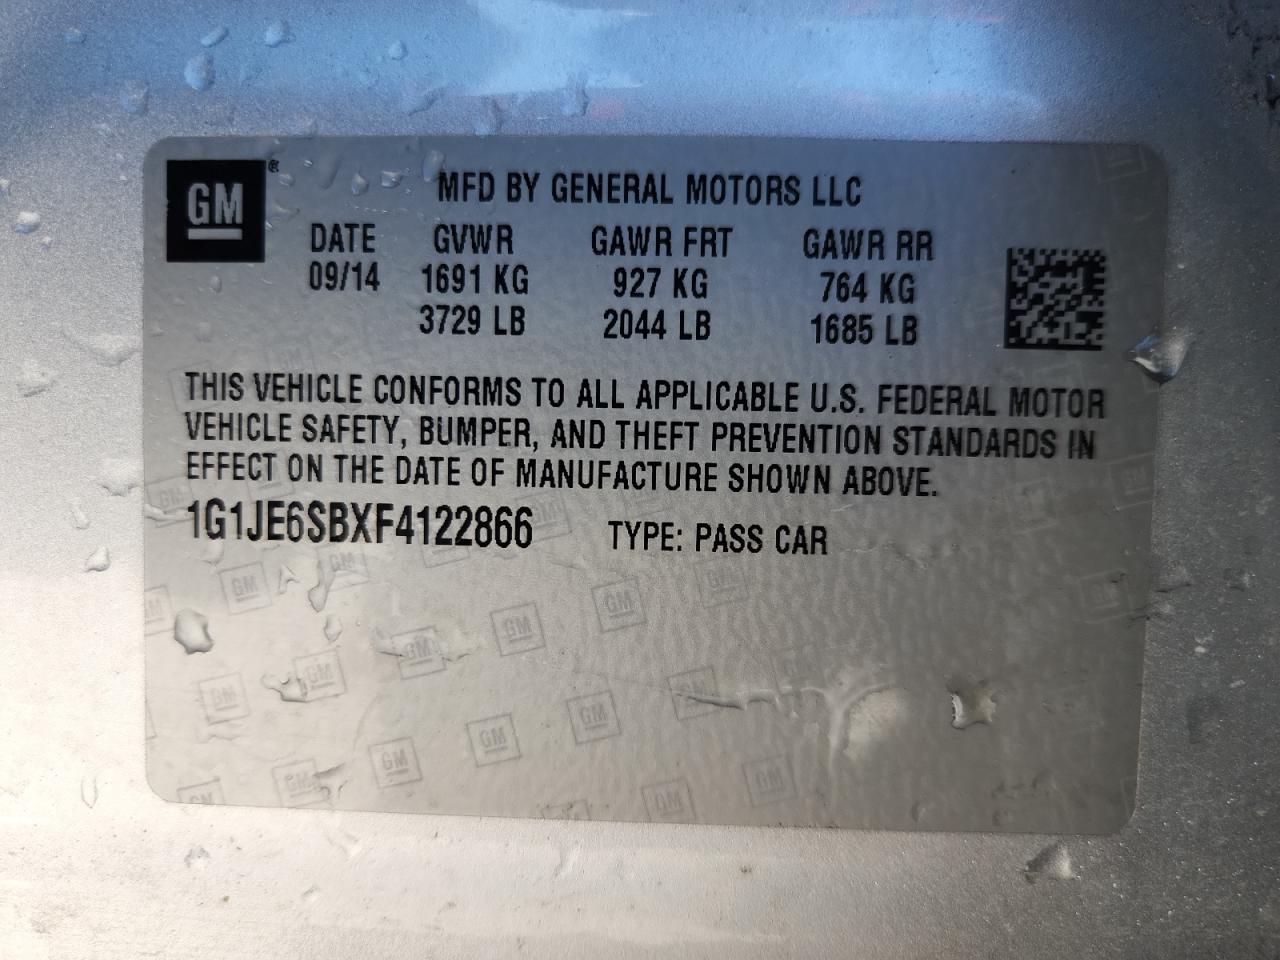 GM®
MFD BY GENERAL MOTORS LLC
DATE GVWR GAWR FRT GAWR RR
09/14 1691 KG 927 KG 764 KG
3729 LB 2044 LB 1685 LB
THIS VEHICLE CONFORMS TO ALL APPLICABLE U.S. FEDERAL MOTOR
VEHICLE SAFETY, BUMPER, AND THEFT PREVENTION STANDARDS IN
EFFECT ON THE DATE OF MANUFACTURE SHOWN ABOVE.
1G1JE6SBXF4122866 TYPE: PASS CAR